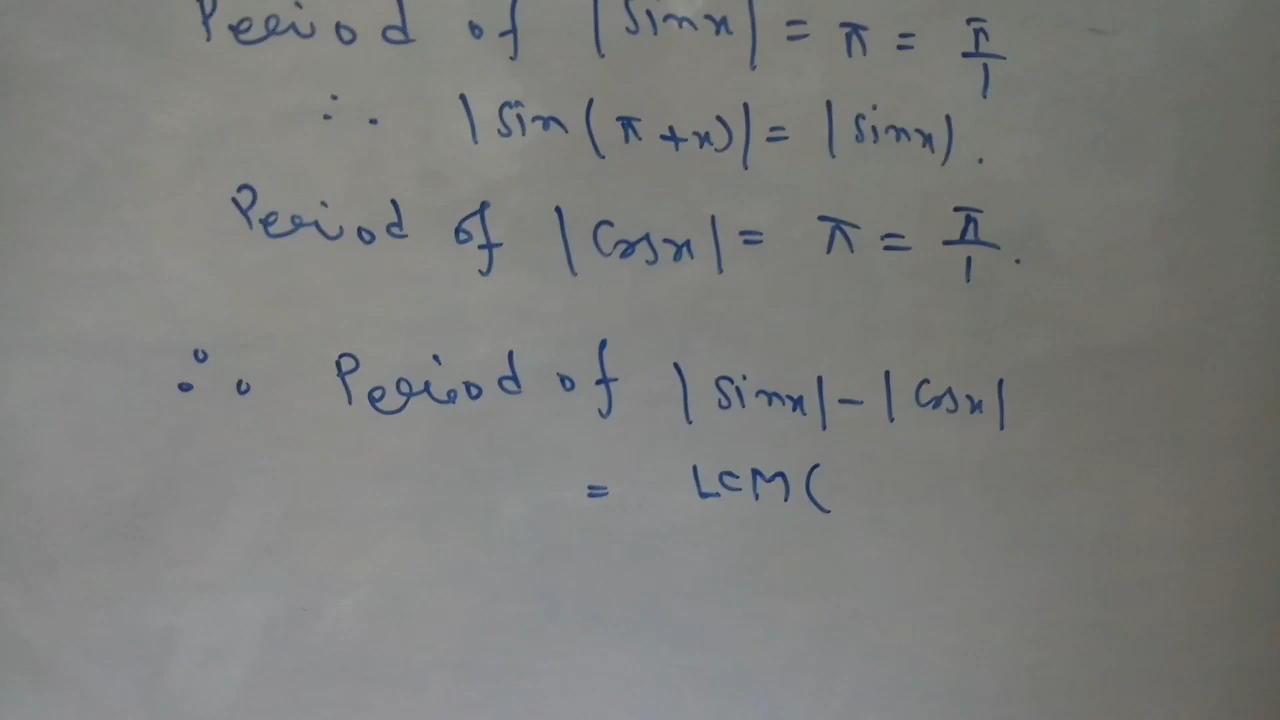 Period of |sinx| = π = π/1
∴ |sin(π+x)| = |sinx|.
Period of |cosx| = π = π/1.
∴ Period of |sinx|-|cosx|
= LCM(